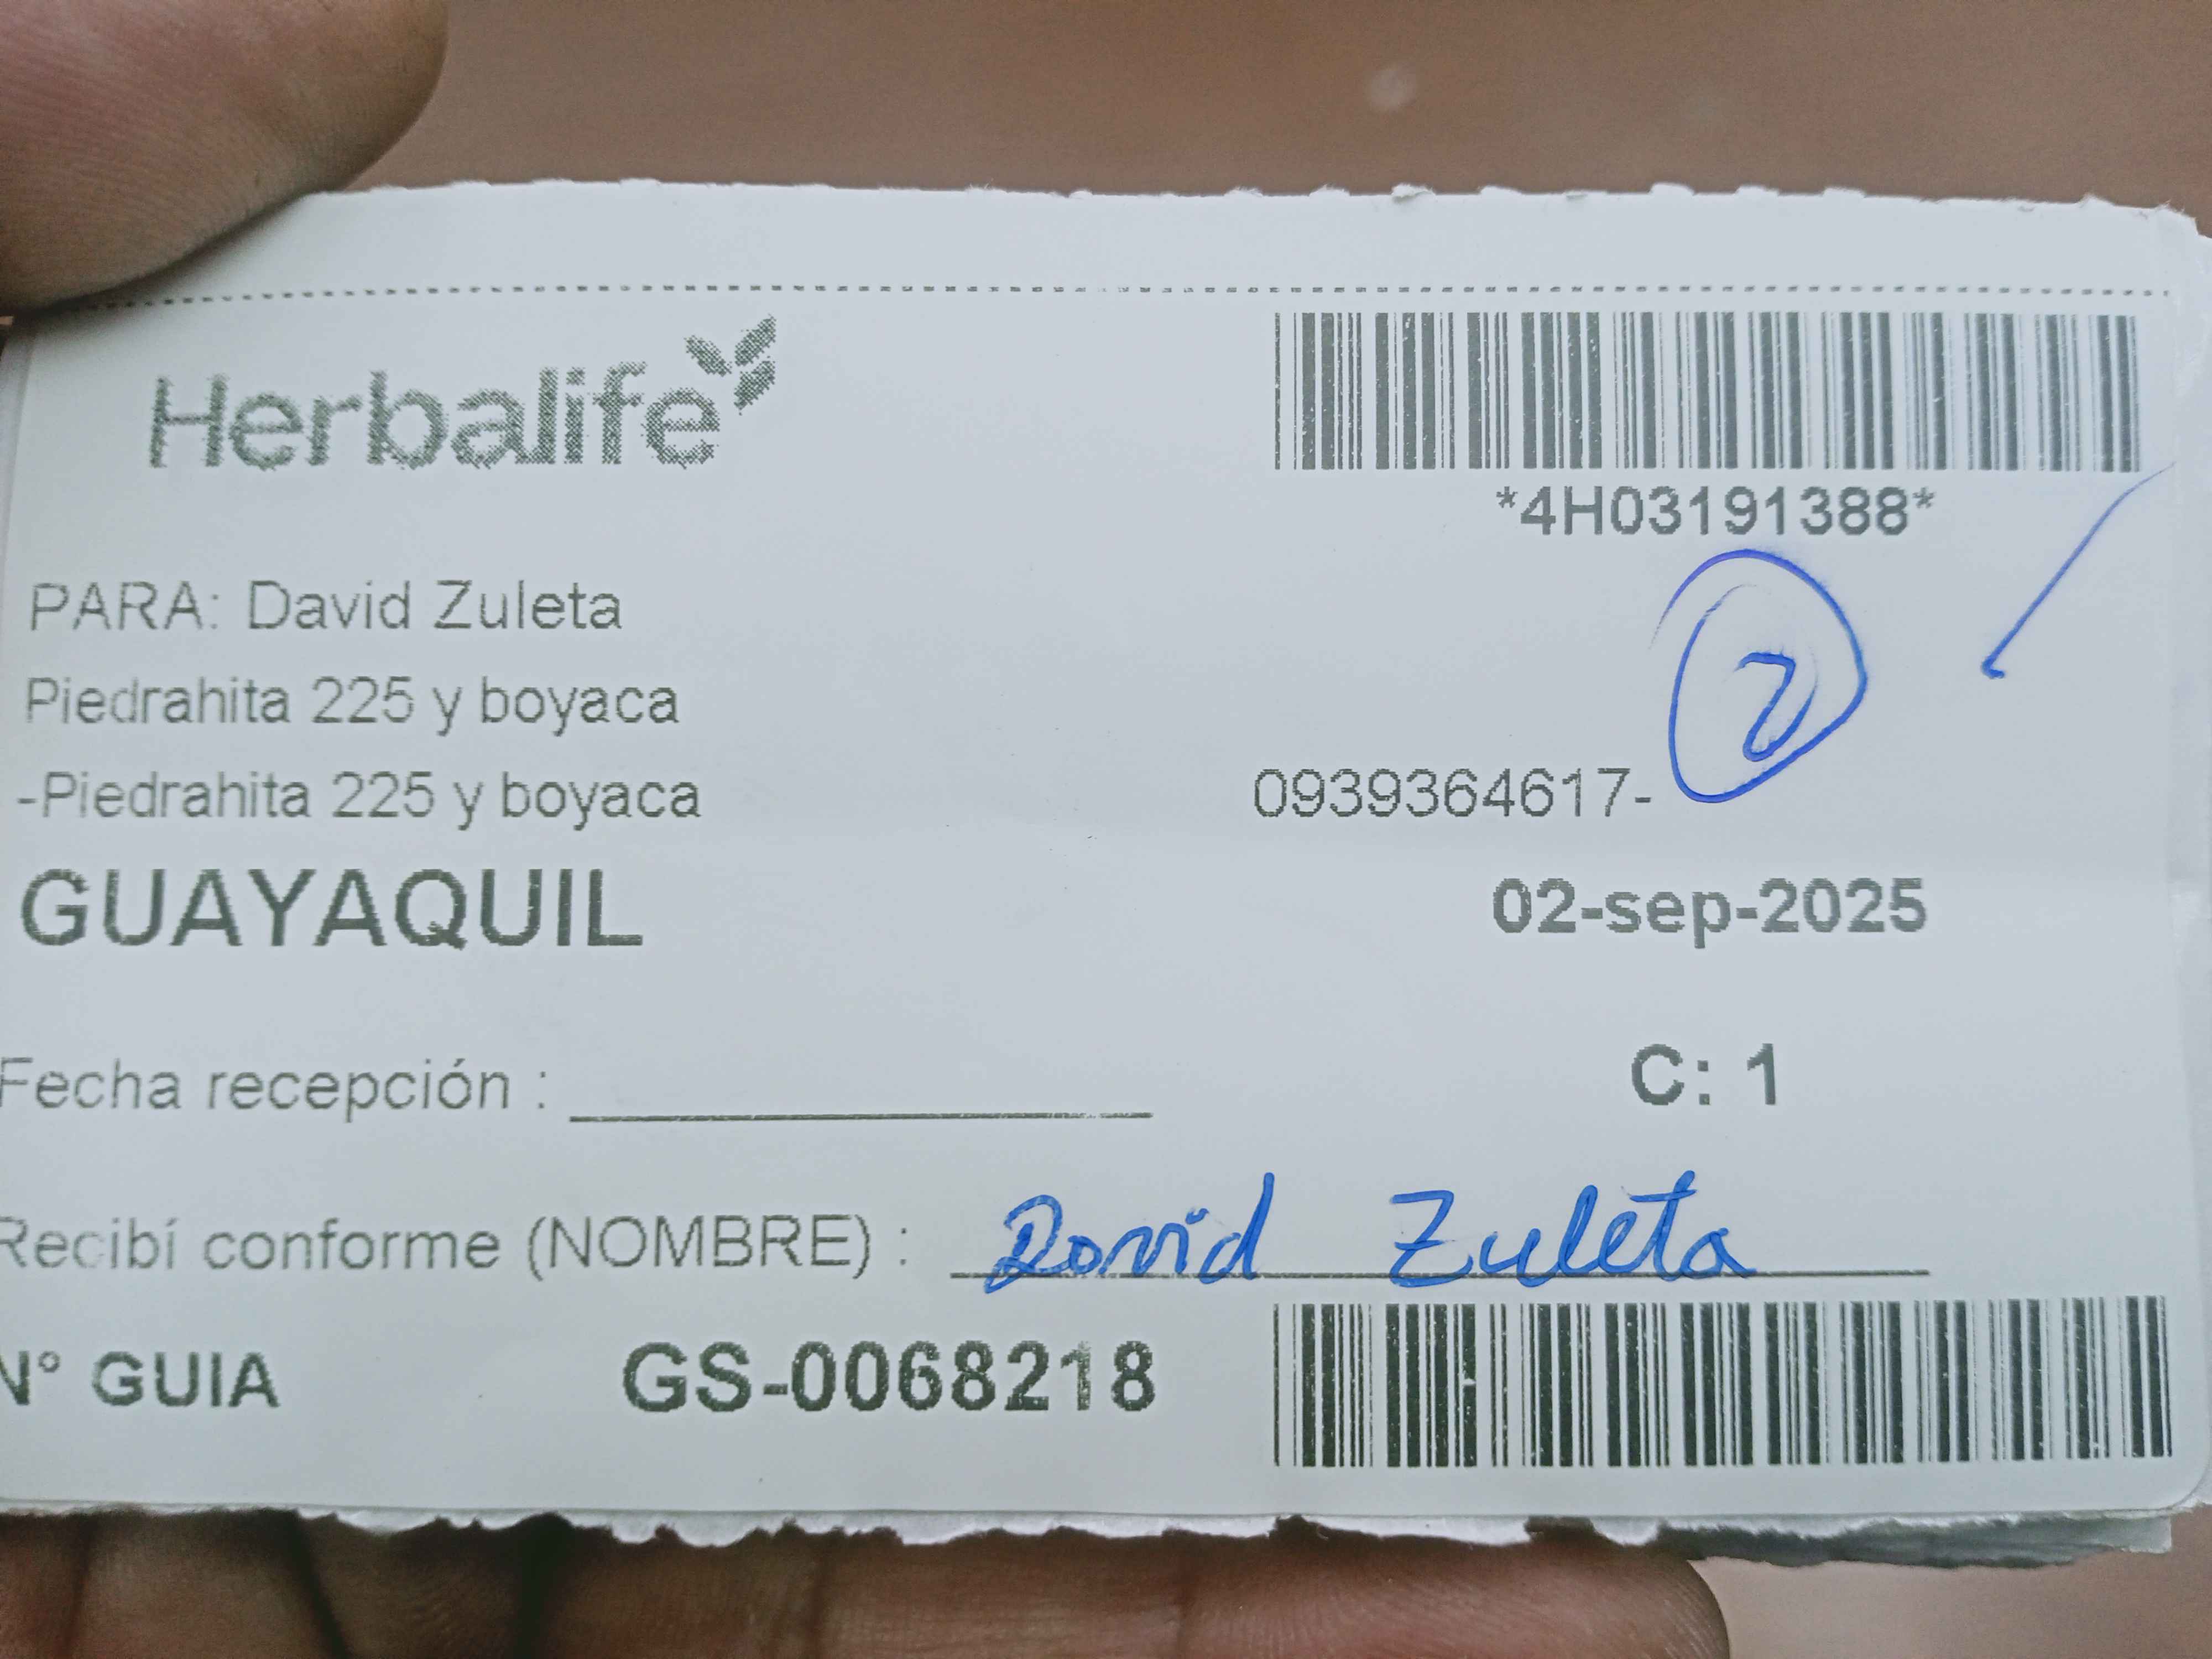 Herbalife
*4H03191388*
PARA: David Zuleta
2
Piedrahita 225 y boyaca
-Piedrahita 225 y boyaca 0939364617-
GUAYAQUIL 02-sep-2025
Fecha recepción : C: 1
Recibí conforme (NOMBRE) : David Zuleta
N° GUIA GS-0068218